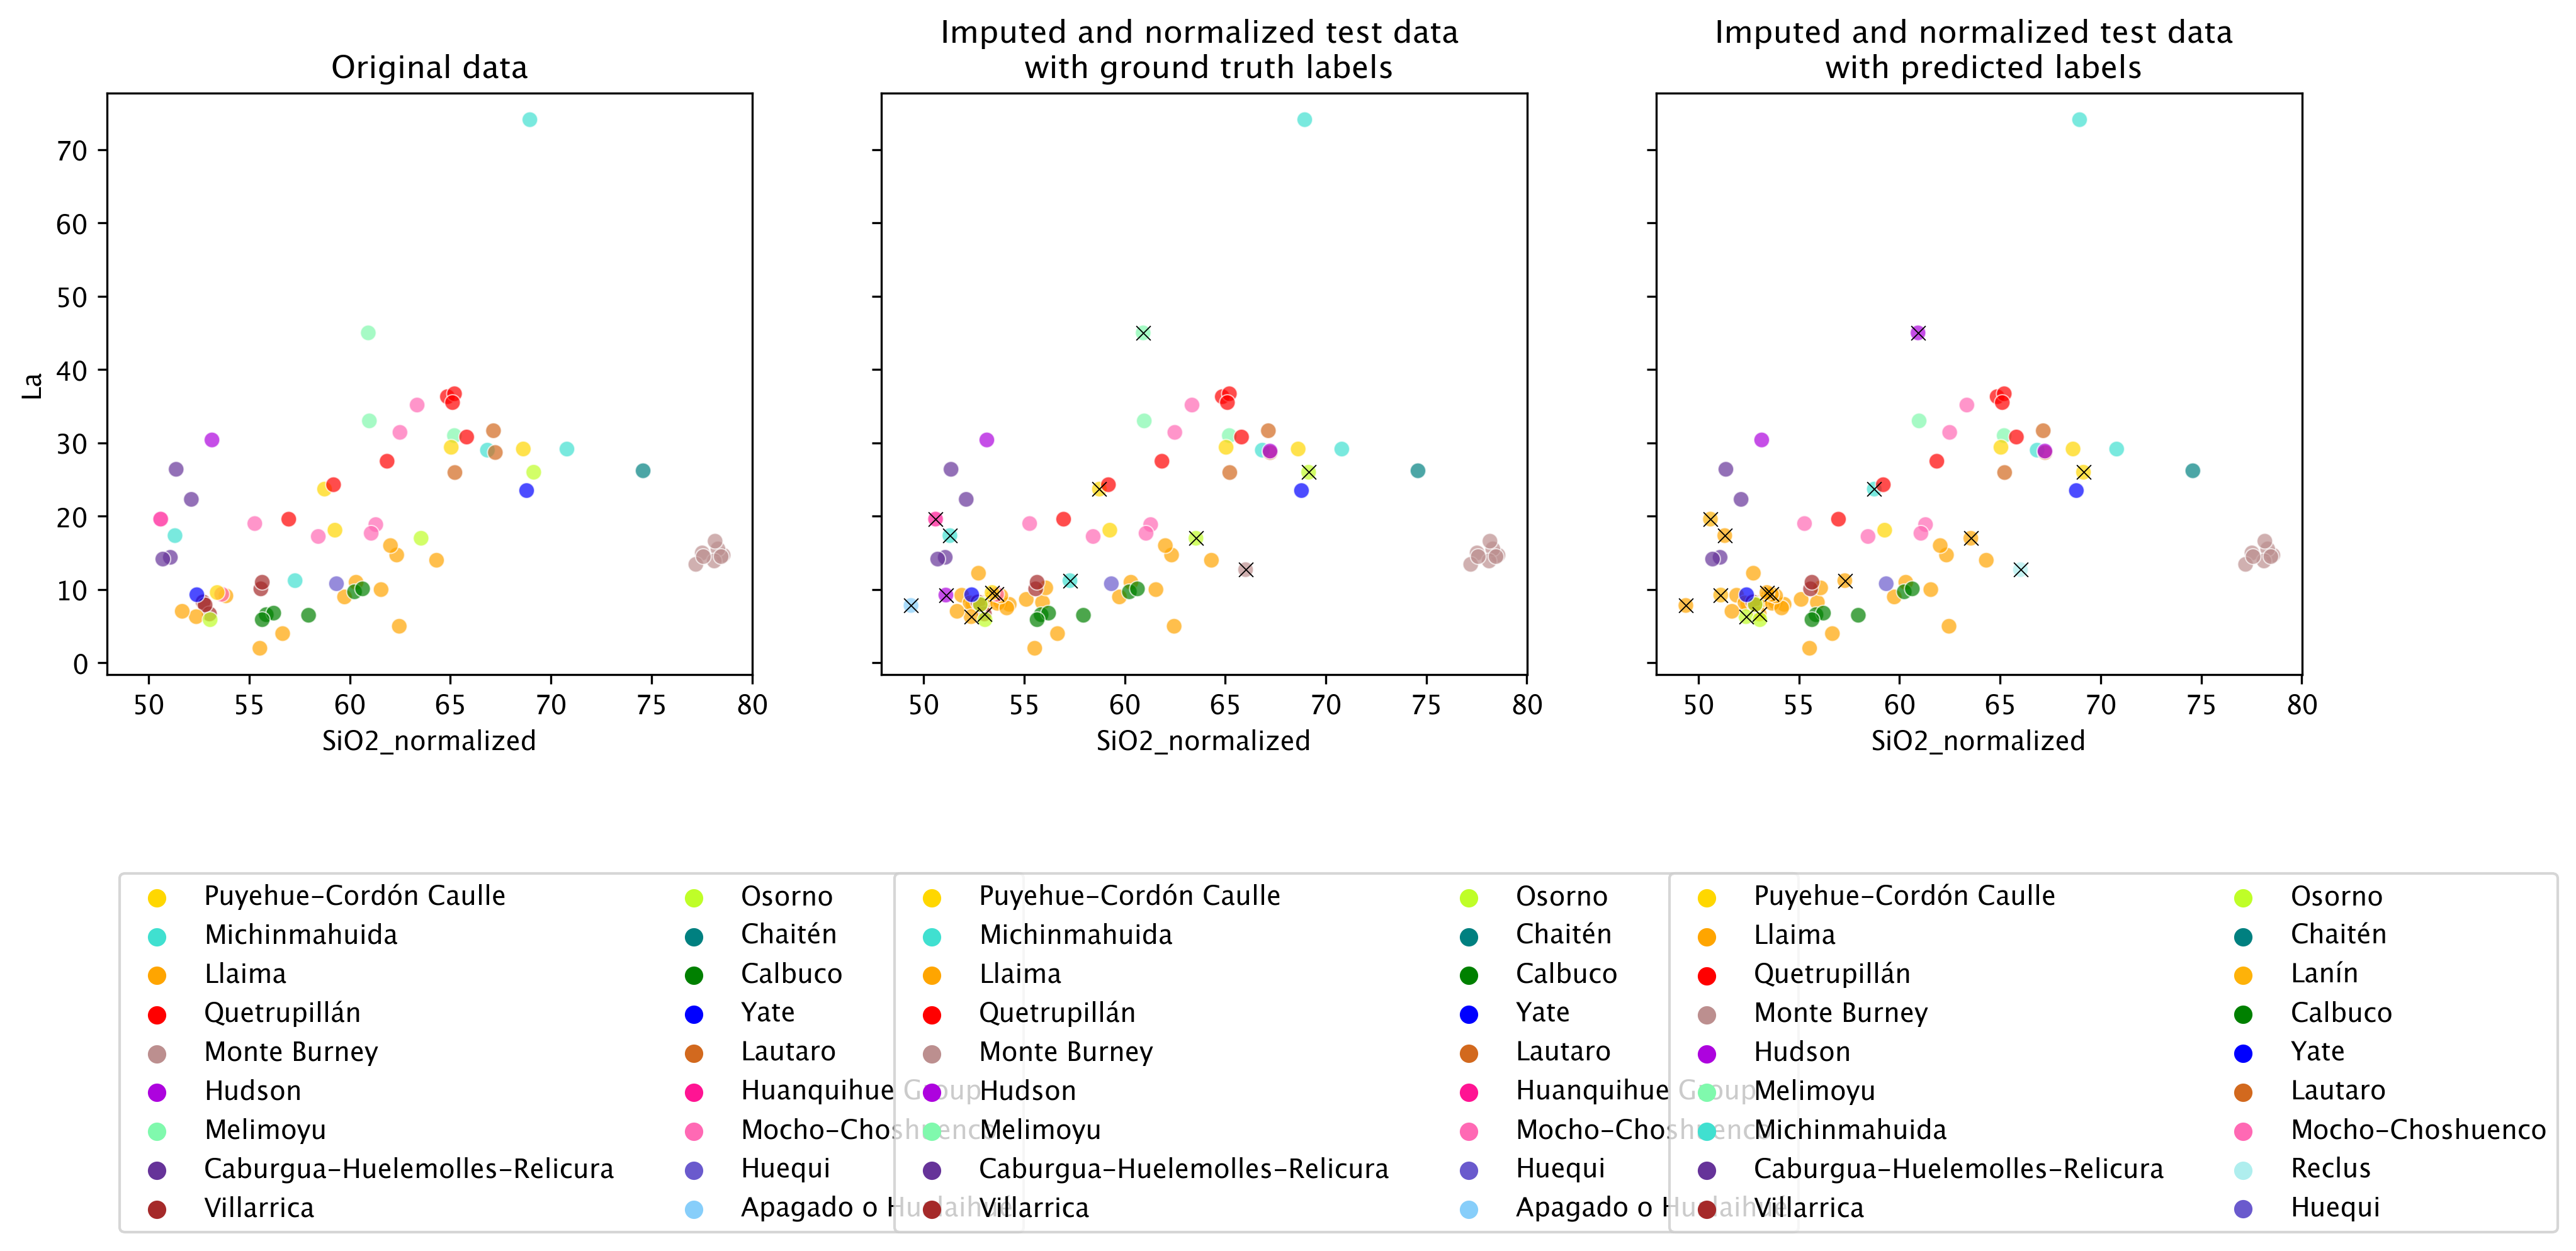 Original data
Imputed and normalized test data
with ground truth labels
Imputed and normalized test data
with predicted labels
La
70
60
50
40
30
20
10
0
50 55 60 65 70 75 80
SiO2_normalized
50 55 60 65 70 75 80
SiO2_normalized
50 55 60 65 70 75 80
SiO2_normalized
Puyehue-Cordón Caulle
Michinmahuida
Llaima
Quetrupillán
Monte Burney
Hudson
Melimoyu
Caburgua-Huelemolles-Relicura
Villarrica
Osorno
Chaitén
Calbuco
Yate
Lautaro
Huanquihue Group
Mocho-Choshuenco
Huequi
Apagado o Hualaihue
Puyehue-Cordón Caulle
Michinmahuida
Llaima
Quetrupillán
Monte Burney
Hudson
Melimoyu
Caburgua-Huelemolles-Relicura
Villarrica
Osorno
Chaitén
Calbuco
Yate
Lautaro
Huanquihue Group
Mocho-Choshuenco
Huequi
Apagado o Hualaihue
Puyehue-Cordón Caulle
Llaima
Quetrupillán
Monte Burney
Hudson
Melimoyu
Michinmahuida
Caburgua-Huelemolles-Relicura
Villarrica
Osorno
Chaitén
Lanín
Calbuco
Yate
Lautaro
Mocho-Choshuenco
Reclus
Huequi